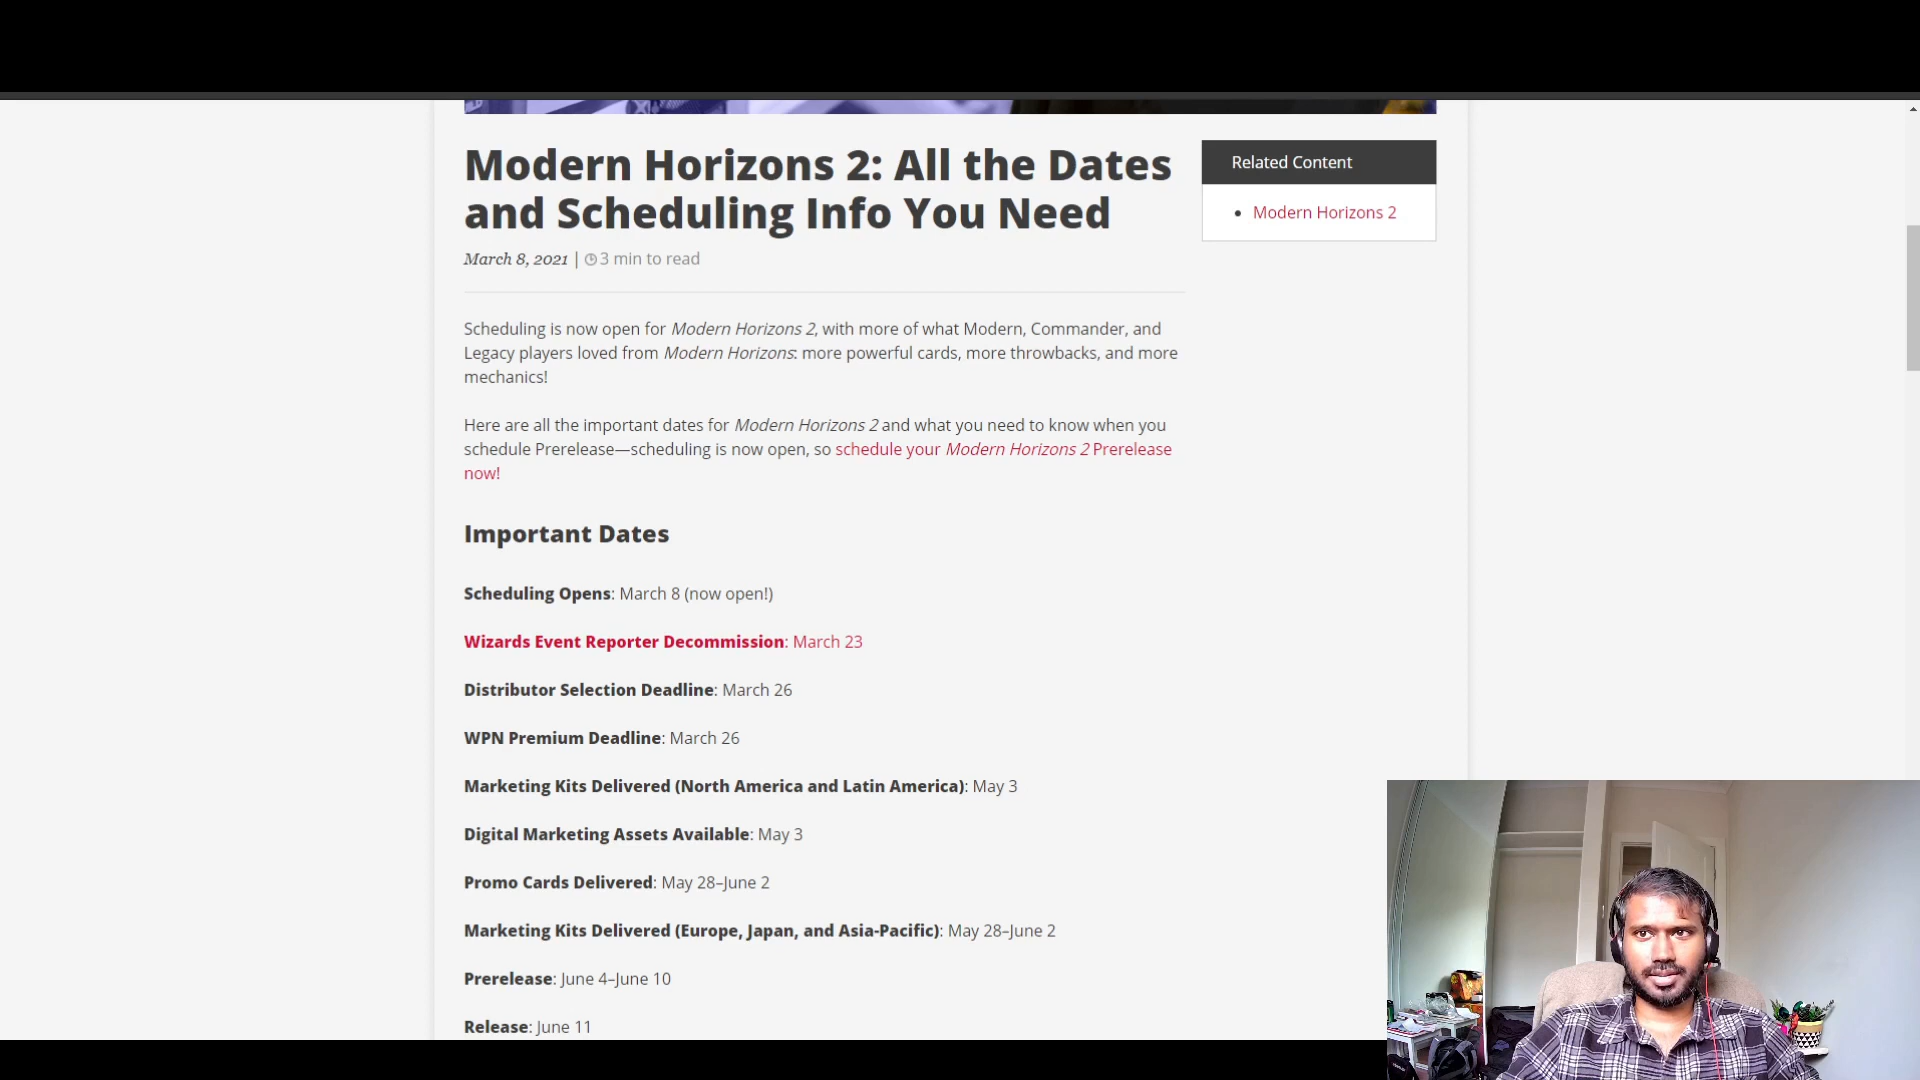 Modern Horizons 2: All the Dates
and Scheduling Info You Need
March 8, 2021 | 3 min to read
Related Content
Modern Horizons 2
Scheduling is now open for Modern Horizons 2, with more of what Modern, Commander, and
Legacy players loved from Modern Horizons: more powerful cards, more throwbacks, and more
mechanics!
Here are all the important dates for Modern Horizons 2 and what you need to know when you
schedule Prerelease—scheduling is now open, so schedule your Modern Horizons 2 Prerelease
now!
Important Dates
Scheduling Opens: March 8 (now open!)
Wizards Event Reporter Decommission: March 23
Distributor Selection Deadline: March 26
WPN Premium Deadline: March 26
Marketing Kits Delivered (North America and Latin America): May 3
Digital Marketing Assets Available: May 3
Promo Cards Delivered: May 28–June 2
Marketing Kits Delivered (Europe, Japan, and Asia-Pacific): May 28–June 2
Prerelease: June 4–June 10
Release: June 11